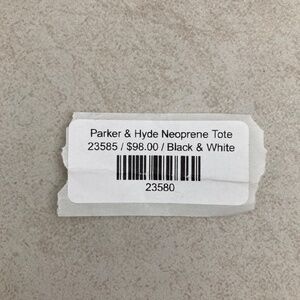 Parker & Hyde Neoprene Tote
23585 / $98.00 / Black & White
23580